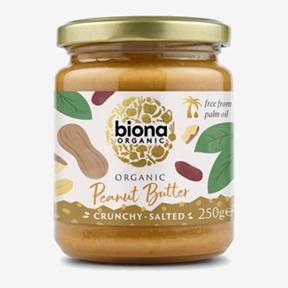 free from
palm oil
biona
ORGANIC
ORGANIC
Peanut Butter
CRUNCHY - SALTED
250g e